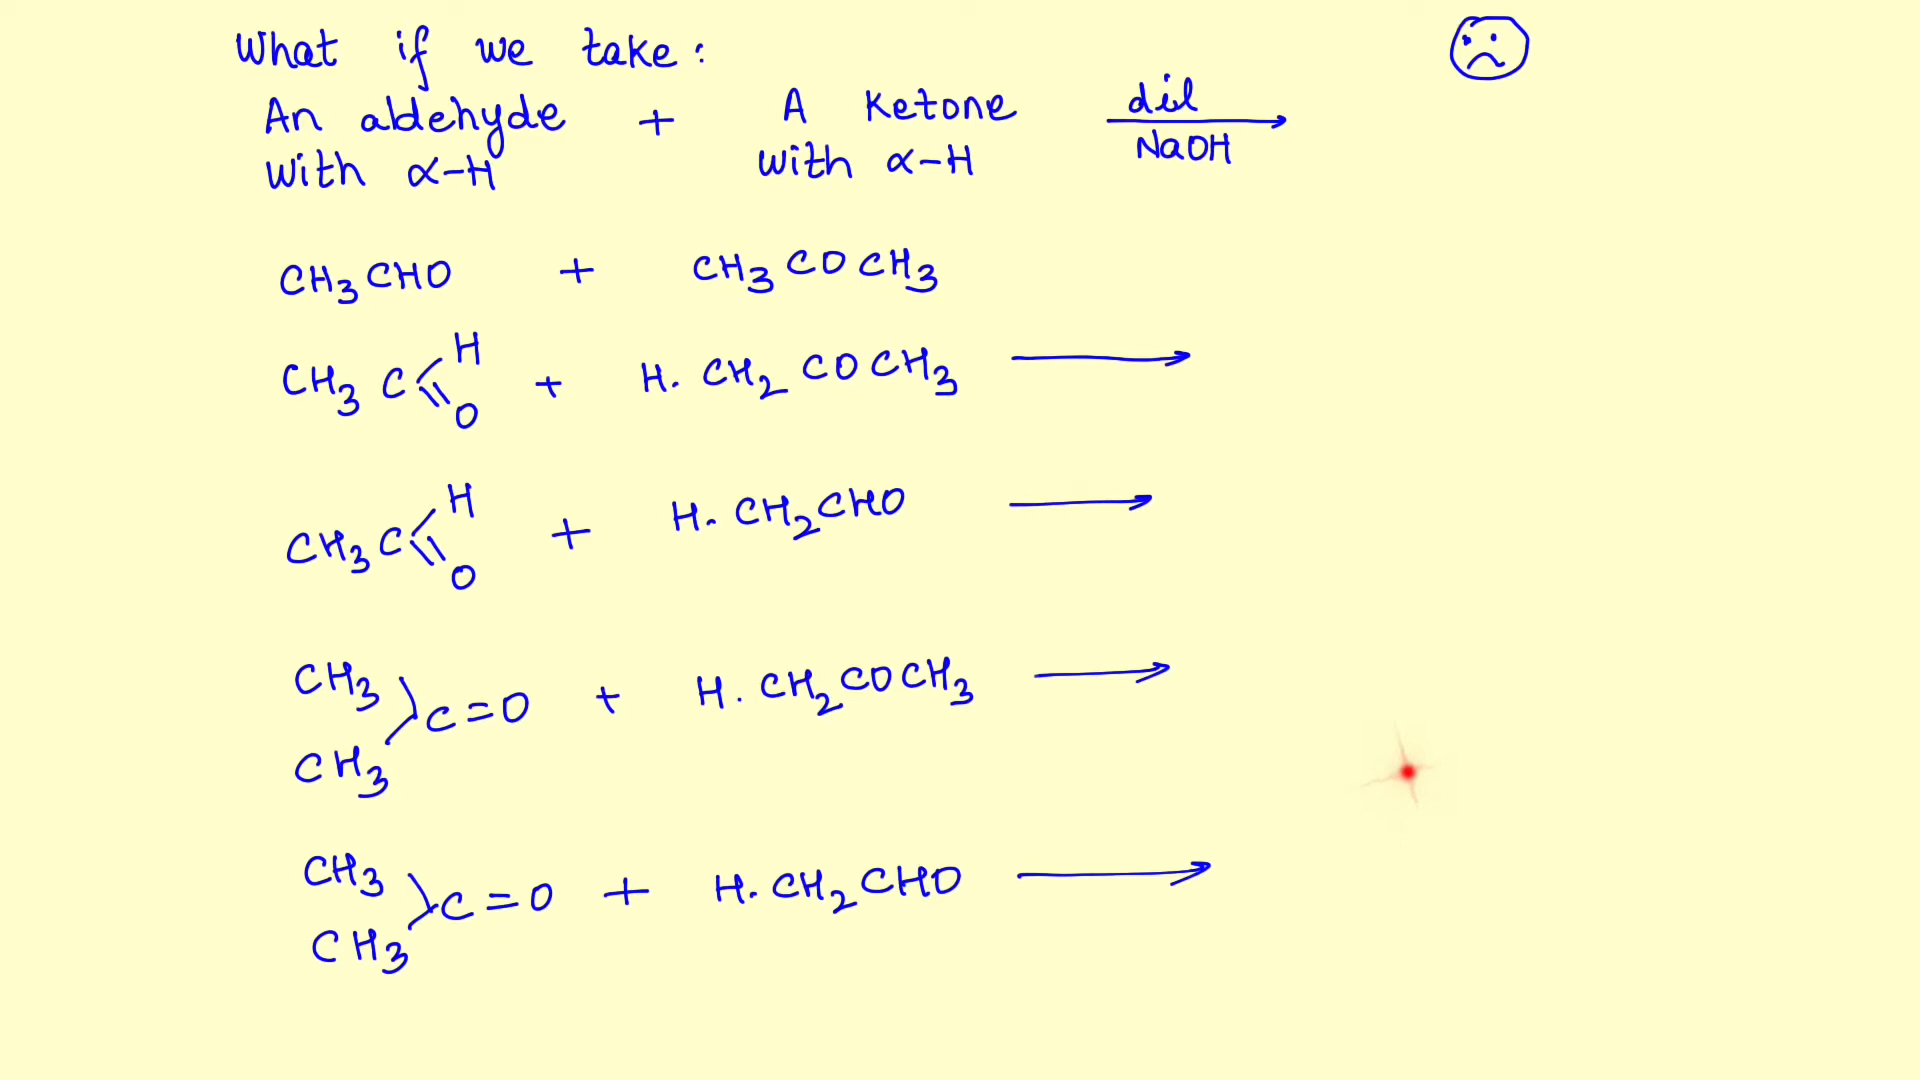 What if we take:
An aldehyde + A Ketone dil
With α-H With α-H NaOH
CH₃CHO + CH₃COCH₃
CH₃C H O + H. CH₂COCH₃ →
CH₃C H O + H. CH₂CHO →
CH₃ CH₃ C=O + H. CH₂COCH₃ →
CH₃ CH₃ C=O + H. CH₂CHO →